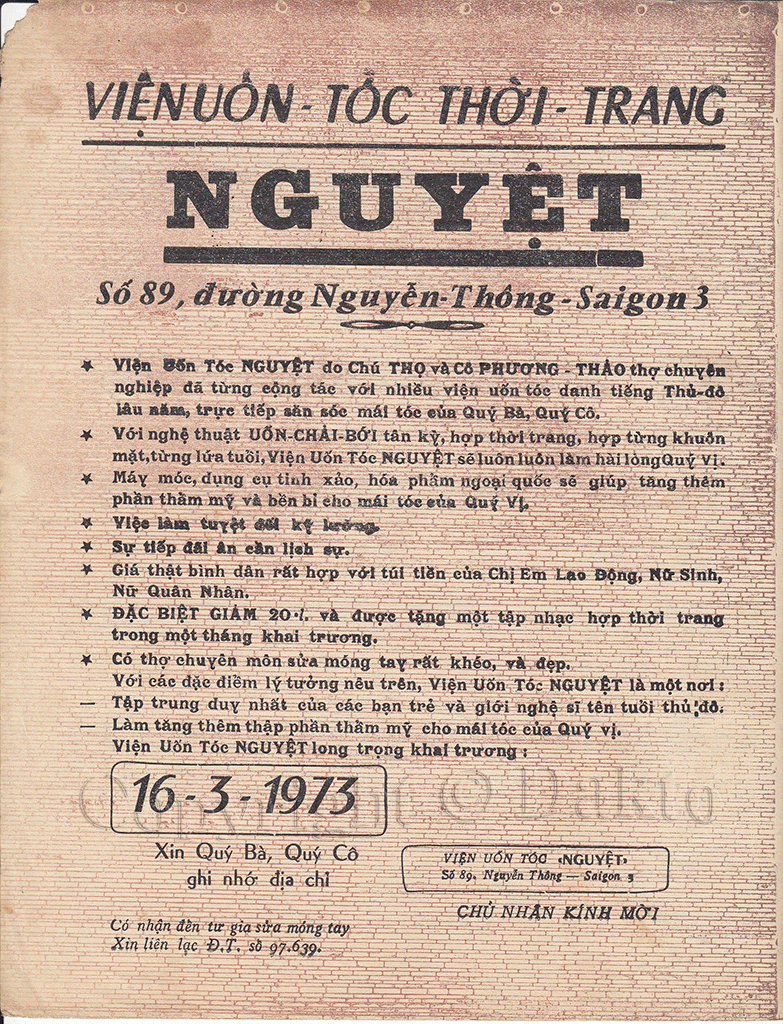 VIỆN UỐN - TÓC THỜI - TRANG
NGUYỆT
Số 89, đường Nguyễn-Thông - Saigon 3
★ Viện Uốn Tóc NGUYỆT do Chú THỌ và Cô PHƯƠNG - THẢO thợ chuyên
nghiệp đã từng cộng tác với nhiều viện uốn tóc danh tiếng Thủ-đô
lâu năm, trực tiếp săn sóc mái tóc của Quý Bà, Quý Cô.
★ Với nghệ thuật UỐN-CHẢI-BỚI tân kỳ, hợp thời trang, hợp từng khuôn
mặt, từng lứa tuổi, Viện Uốn Tóc NGUYỆT sẽ luôn luôn làm hài lòng Quý Vị.
★ Máy móc, dụng cụ tinh xảo, hóa phẩm ngoại quốc sẽ giúp tăng thêm
phần thẩm mỹ và bền bỉ cho mái tóc của Quý Vị.
★ Việc làm tuyệt đối kỹ lưỡng.
★ Sự tiếp đãi ân cần lịch sự.
★ Giá thật bình dân rất hợp với túi tiền của Chị Em Lao Động, Nữ Sinh,
Nữ Quân Nhân.
★ ĐẶC BIỆT GIẢM 20·/. và được tặng một tập nhạc hợp thời trang
trong một tháng khai trương.
★ Có thợ chuyên môn sửa móng tay rất khéo, và đẹp.
Với các đặc điểm lý tưởng nêu trên, Viện Uốn Tóc NGUYỆT là một nơi :
— Tập trung duy nhất của các bạn trẻ và giới nghệ sĩ tên tuổi thủ đô.
— Làm tăng thêm thập phần thẩm mỹ cho mái tóc của Quý vị.
Viện Uốn Tóc NGUYỆT long trọng khai trương :
16 - 3 - 1973
Copyright © Dakto
Xin Quý Bà, Quý Cô
ghi nhớ địa chỉ
VIỆN UỐN TÓC «NGUYỆT»
Số 89, Nguyễn Thông — Saigon 3
CHỦ NHÂN KÍNH MỜI
Có nhận đến tư gia sửa móng tay
Xin liên lạc Đ.T. số 97.639.